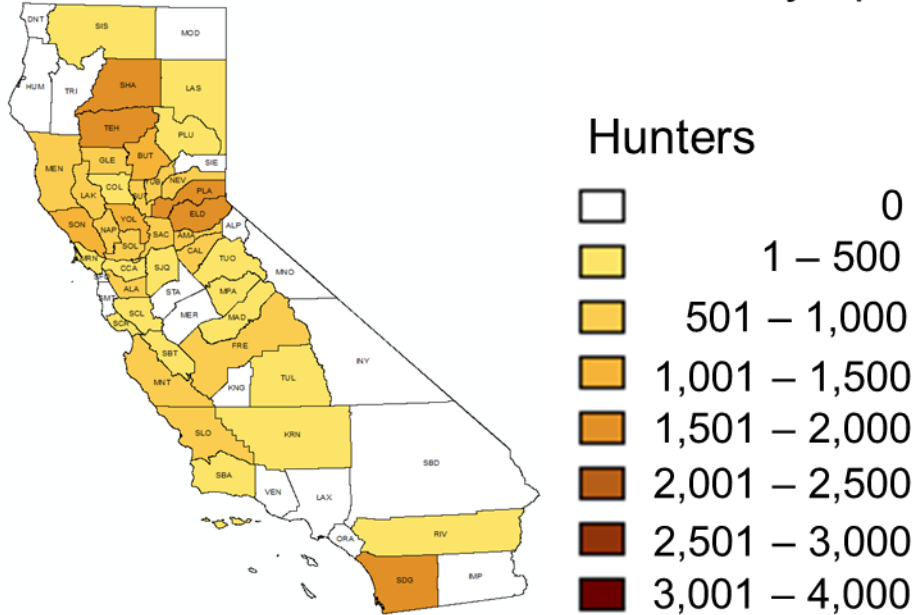 DNT
SIS
MOD
HUM
TRI
SHA
LAS
TEH
PLU
MEN
GLE
BUT
SIE
COL
NEV
LAK
PLA
SON
NAP
YOL
ELD
SAC
AMA
ALP
SOL
CAL
MRN
CCA
SJQ
TUO
MNO
ALA
STA
MPA
SMT
SCL
MER
SCR
MAD
SBT
FRE
INY
MNT
KNG
TUL
SLO
KRN
SBA
SBD
VEN
LAX
ORA
RIV
SDG
IMP
Hunters
0
1 – 500
501 – 1,000
1,001 – 1,500
1,501 – 2,000
2,001 – 2,500
2,501 – 3,000
3,001 – 4,000